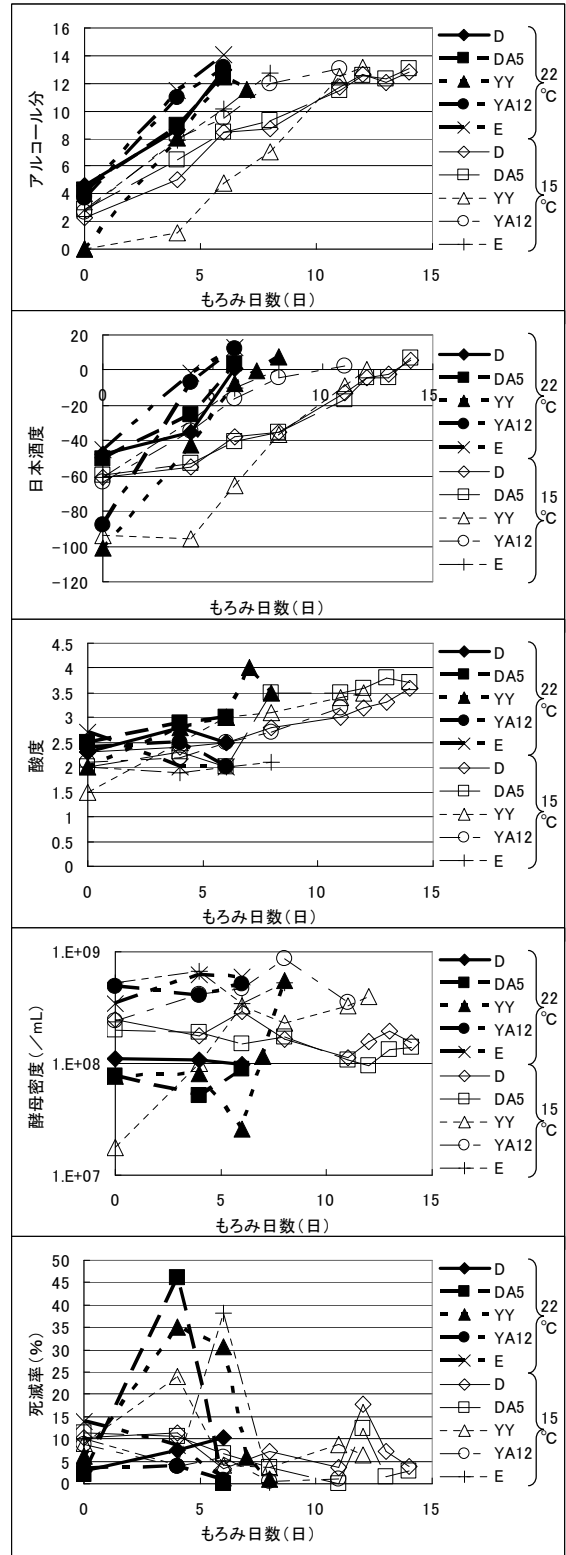 アルコール分
16
14
12
10
8
6
4
2
0
0 5 10 15
もろみ日数(日)
D
DA5
YY
YA12
E
22℃
D
DA5
YY
YA12
E
15℃
日本酒度
20
0
-20
-40
-60
-80
-100
-120
0 5 10 15
もろみ日数(日)
D
DA5
YY
YA12
E
22℃
D
DA5
YY
YA12
E
15℃
酸度
4.5
4
3.5
3
2.5
2
1.5
1
0.5
0
0 5 10 15
もろみ日数(日)
D
DA5
YY
YA12
E
22℃
D
DA5
YY
YA12
E
15℃
酵母密度(/mL)
1.E+09
1.E+08
1.E+07
0 5 10 15
もろみ日数(日)
D
DA5
YY
YA12
E
22℃
D
DA5
YY
YA12
E
15℃
死滅率(%)
50
45
40
35
30
25
20
15
10
5
0
0 5 10 15
もろみ日数(日)
D
DA5
YY
YA12
E
22℃
D
DA5
YY
YA12
E
15℃